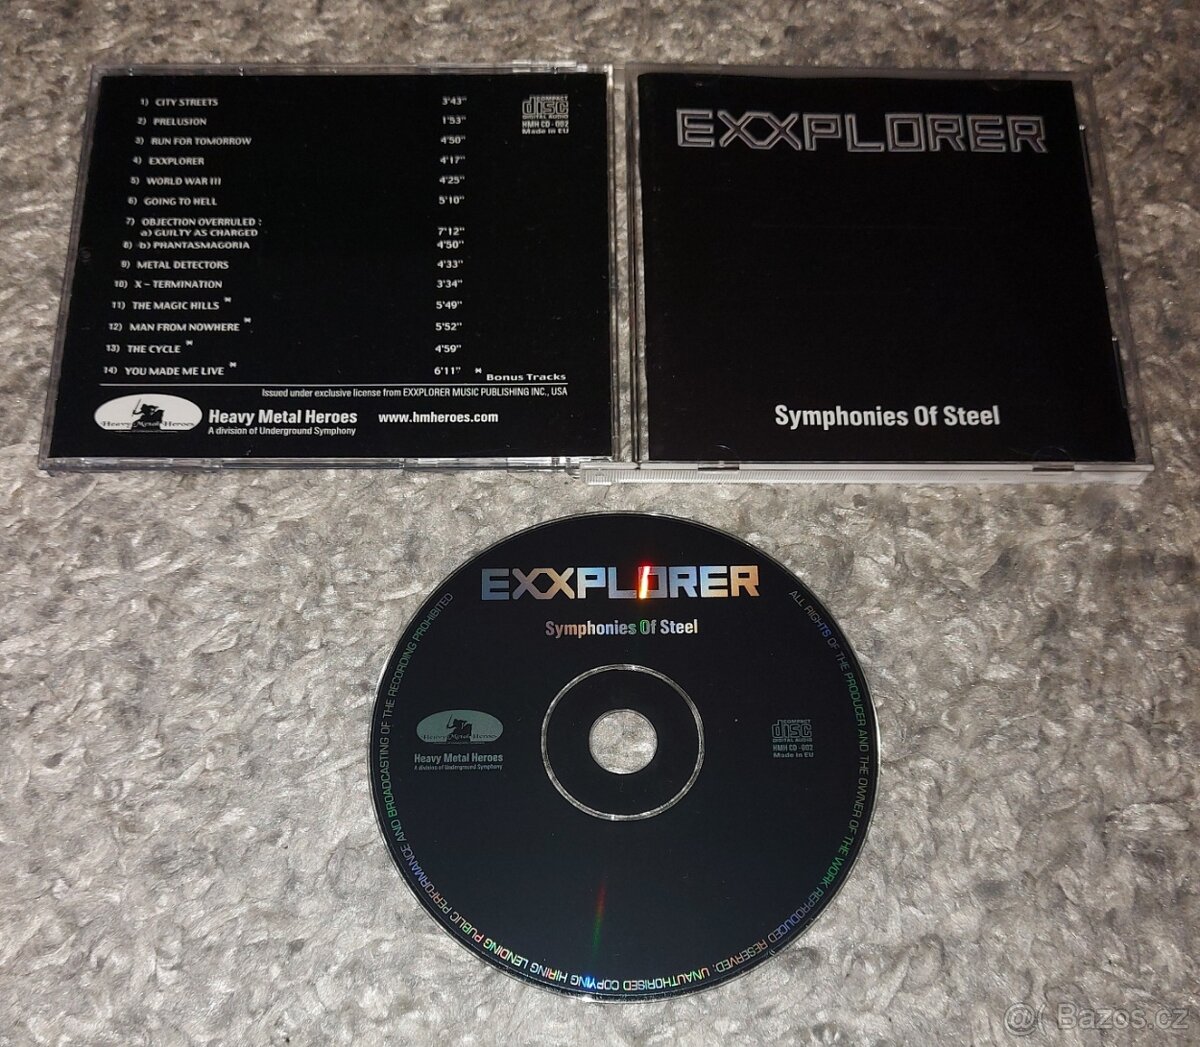 1) CITY STREETS 3'43"
2) PRELUSION 1'53"
3) RUN FOR TOMORROW 4'50"
4) EXXPLORER 4'17"
5) WORLD WAR III 4'25"
6) GOING TO HELL 5'10"
7) OBJECTION OVERRULED :
a) GUILTY AS CHARGED 7'12"
8) b) PHANTASMAGORIA 4'50"
9) METAL DETECTORS 4'33"
10) X - TERMINATION 3'34"
11) THE MAGIC HILLS * 5'49"
12) MAN FROM NOWHERE * 5'52"
13) THE CYCLE * 4'59"
14) YOU MADE ME LIVE * 6'11" * Bonus Tracks
COMPACT
disc
DIGITAL AUDIO
HMH CD - 002
Made in EU
Issued under exclusive license from EXXPLORER MUSIC PUBLISHING INC., USA
Heavy Metal Heroes
Heavy Metal Heroes www.hmheroes.com
A division of Underground Symphony
EXXPLORER
Symphonies Of Steel
EXXPLORER
Symphonies Of Steel
Heavy Metal Heroes
Heavy Metal Heroes
A division of Underground Symphony
COMPACT
disc
DIGITAL AUDIO
HMH CD - 002
Made in EU
ALL RIGHTS OF THE PRODUCER AND THE OWNER OF THE WORK REPRODUCED RESERVED. UNAUTHORISED COPYING HIRING LENDING PUBLIC PERFORMANCE AND BROADCASTING OF THE RECORDING PROHIBITED
@( Bazos.cz